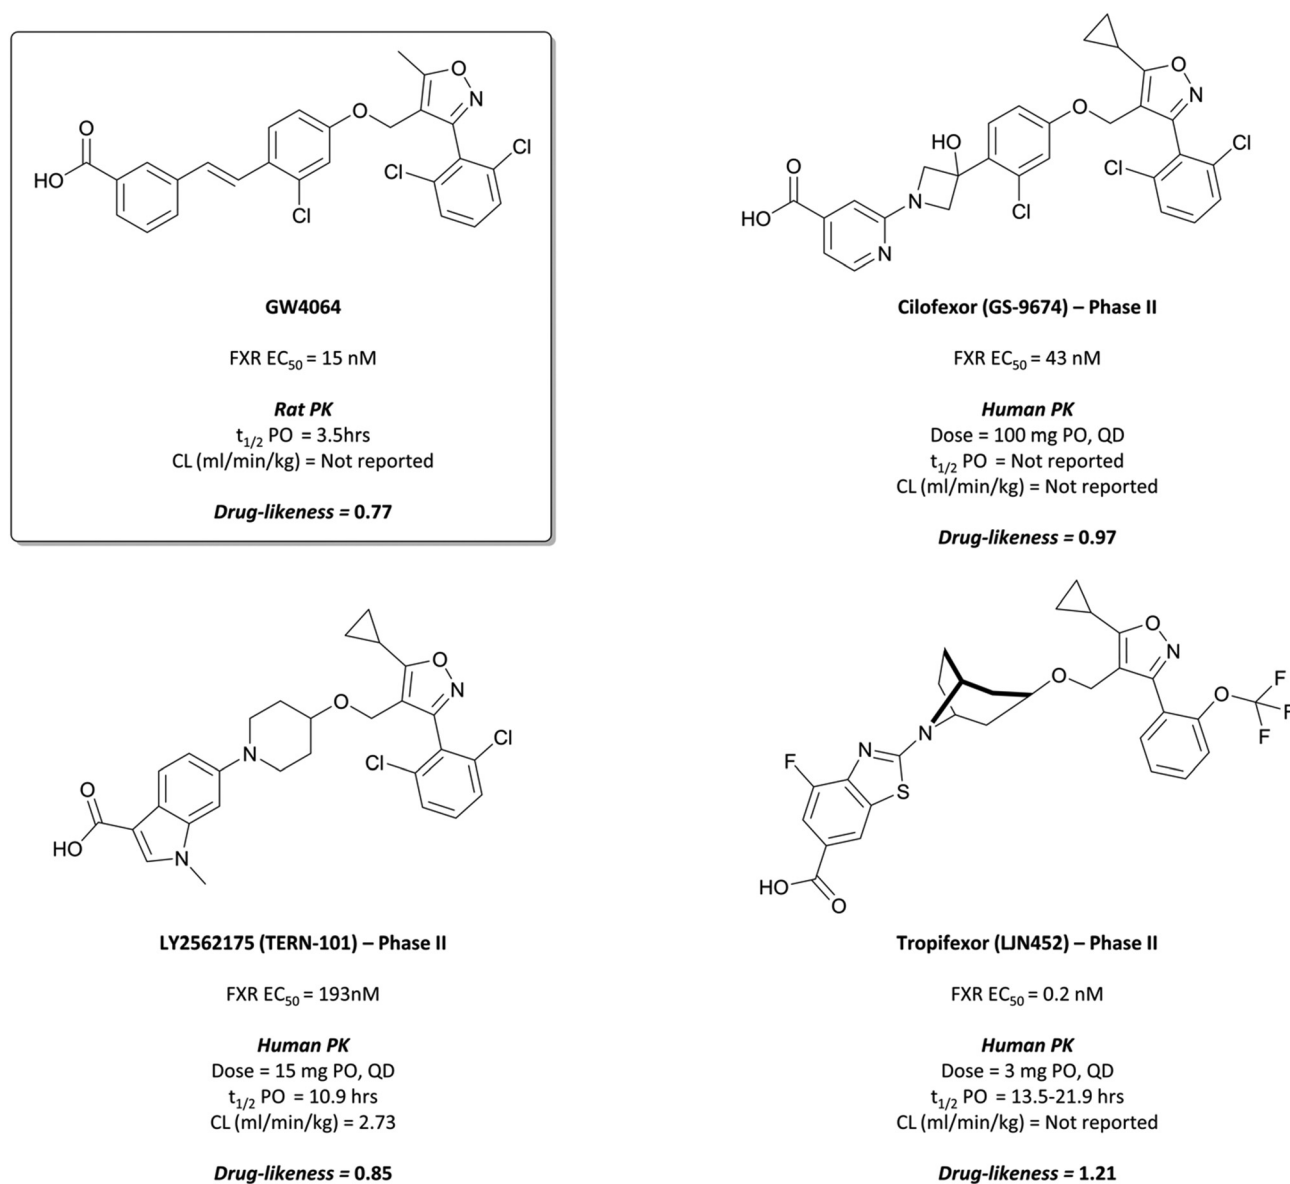 O
HO
Cl
O
O
N
Cl
Cl
GW4064
FXR EC50 = 15 nM
Rat PK
t1/2 PO = 3.5hrs
CL (ml/min/kg) = Not reported
Drug-likeness = 0.77
O
HO
N
N
HO
Cl
O
O
N
Cl
Cl
Cilofexor (GS-9674) – Phase II
FXR EC50 = 43 nM
Human PK
Dose = 100 mg PO, QD
t1/2 PO = Not reported
CL (ml/min/kg) = Not reported
Drug-likeness = 0.97
O
HO
N
N
O
O
N
Cl
Cl
LY2562175 (TERN-101) – Phase II
FXR EC50 = 193nM
Human PK
Dose = 15 mg PO, QD
t1/2 PO = 10.9 hrs
CL (ml/min/kg) = 2.73
Drug-likeness = 0.85
F
N
S
N
HO
O
O
O
N
O
F
F
F
Tropifexor (LJN452) – Phase II
FXR EC50 = 0.2 nM
Human PK
Dose = 3 mg PO, QD
t1/2 PO = 13.5-21.9 hrs
CL (ml/min/kg) = Not reported
Drug-likeness = 1.21